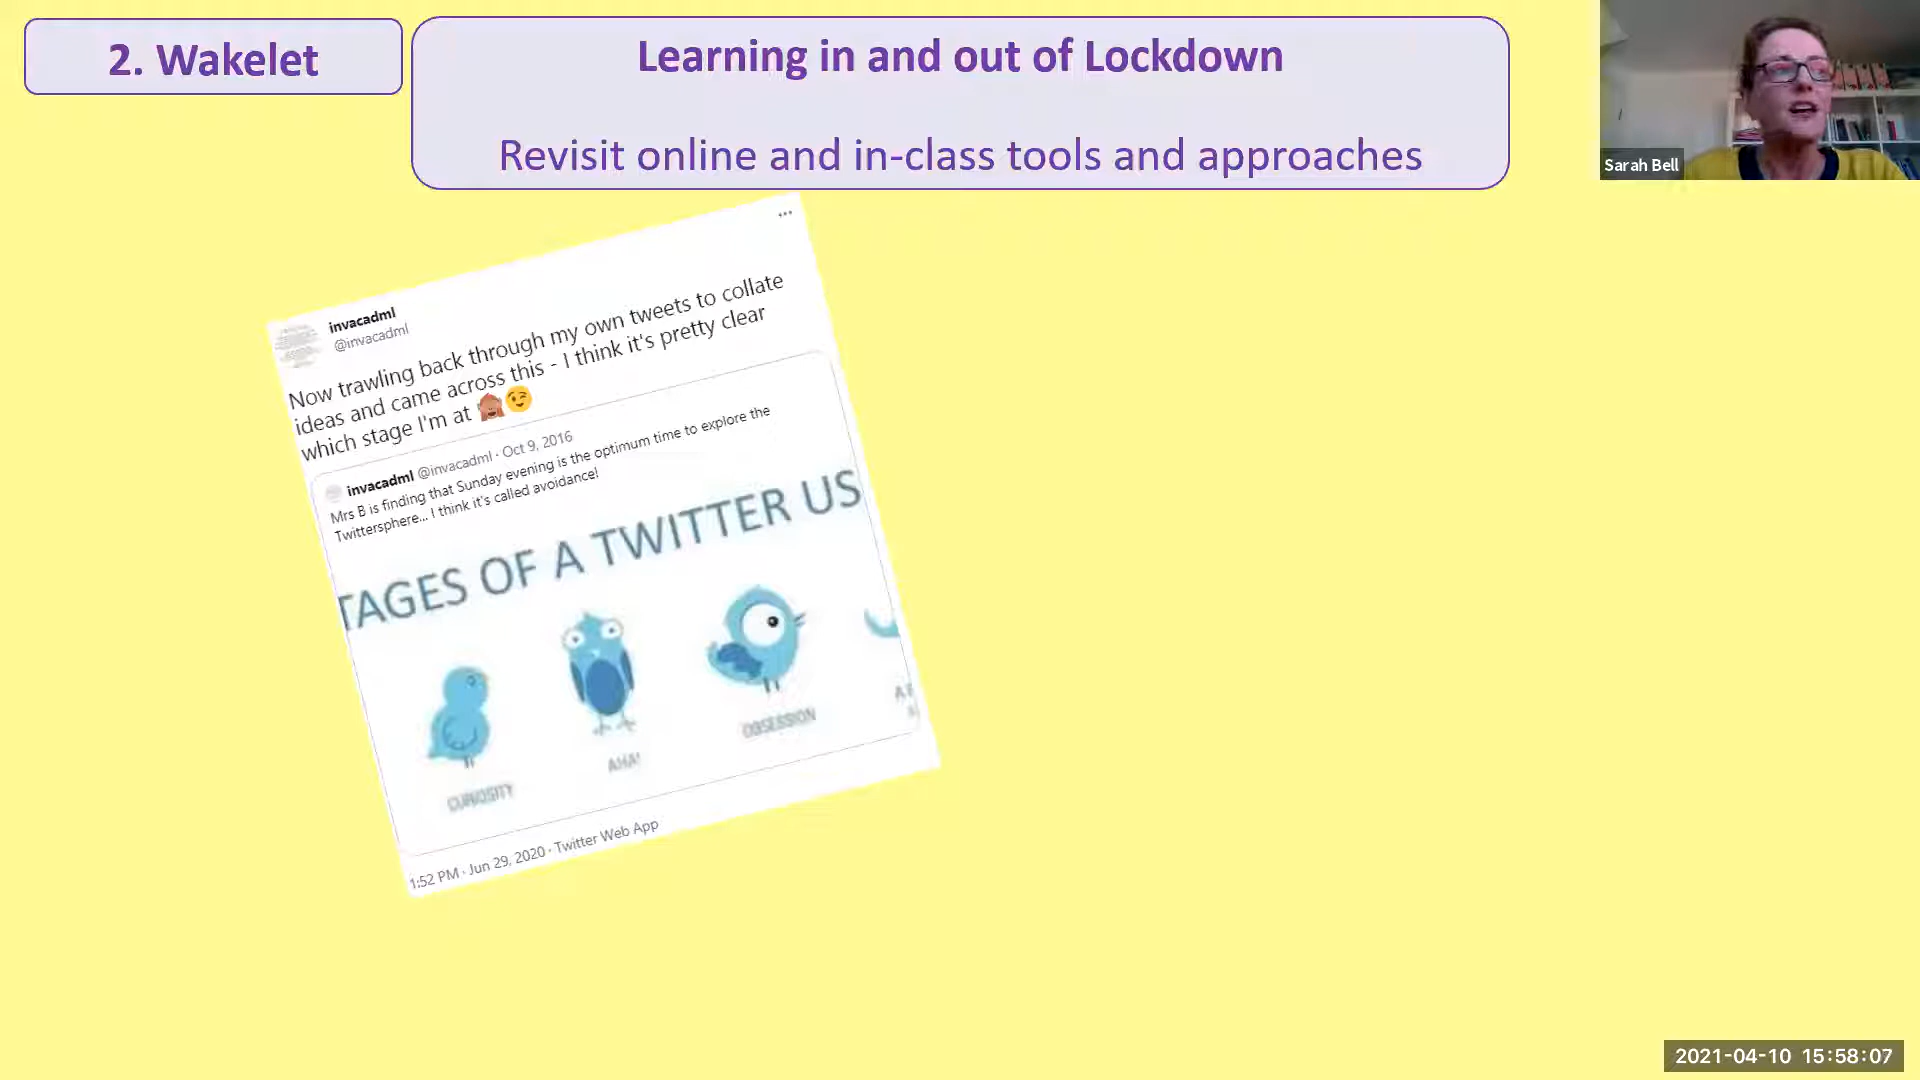 2. Wakelet
Learning in and out of Lockdown
Revisit online and in-class tools and approaches
Sarah Bell
...
invacadml
@invacadml
Now trawling back through my own tweets to collate
ideas and came across this - I think it's pretty clear
which stage I'm at 🙈😉
invacadml @invacadml · Oct 9, 2016
Mrs B is finding that Sunday evening is the optimum time to explore the
Twittersphere... I think it's called avoidance!
TAGES OF A TWITTER US
CURIOSITY
AHA!
OBSESSION
1:52 PM · Jun 29, 2020 · Twitter Web App
2021-04-10 15:58:07